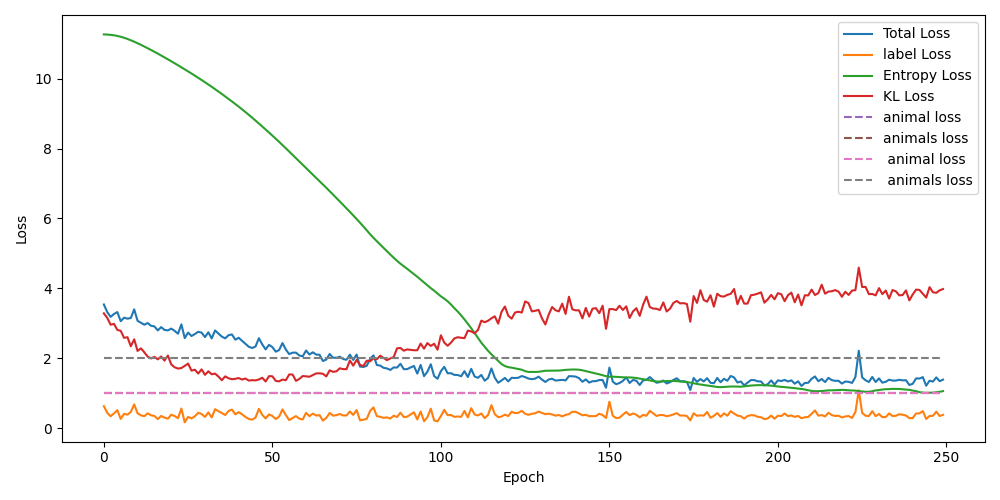 Total Loss
label Loss
Entropy Loss
KL Loss
animal loss
animals loss
animal loss
animals loss
10
8
6
4
2
0
Loss
0 50 100 150 200 250
Epoch